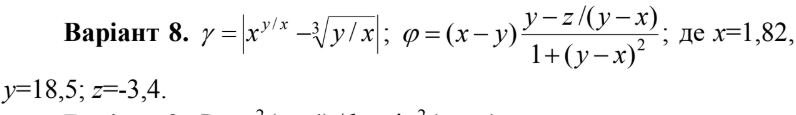 Варіант 8. γ = |x^{y/x} − ∛(y/x)|; φ = (x − y) (y − z/(y − x))/(1 + (y − x)²); де x=1,82,
y=18,5; z=-3,4.